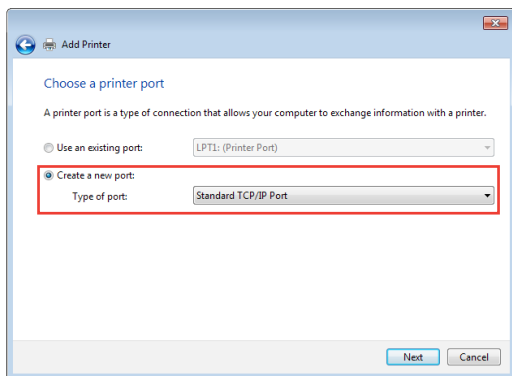 Add Printer
Choose a printer port
A printer port is a type of connection that allows your computer to exchange information with a printer.
Use an existing port: LPT1: (Printer Port)
Create a new port:
Type of port: Standard TCP/IP Port
Next Cancel